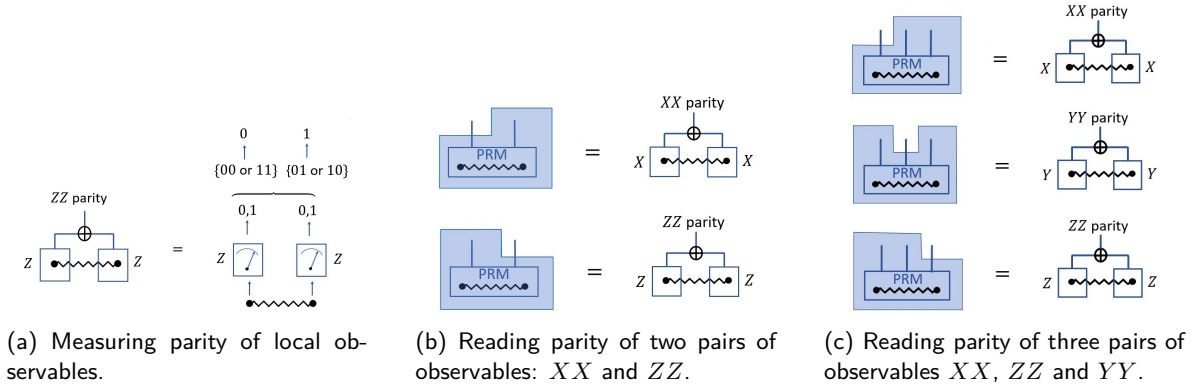 0 1
{00 or 11} {01 or 10}
0,1 0,1
ZZ parity
Z Z = Z Z
(a) Measuring parity of local ob-
servables.
XX parity
PRM = X X
ZZ parity
PRM = Z Z
(b) Reading parity of two pairs of
observables: XX and ZZ.
XX parity
PRM = X X
YY parity
PRM = Y Y
ZZ parity
PRM = Z Z
(c) Reading parity of three pairs of
observables XX, ZZ and YY.